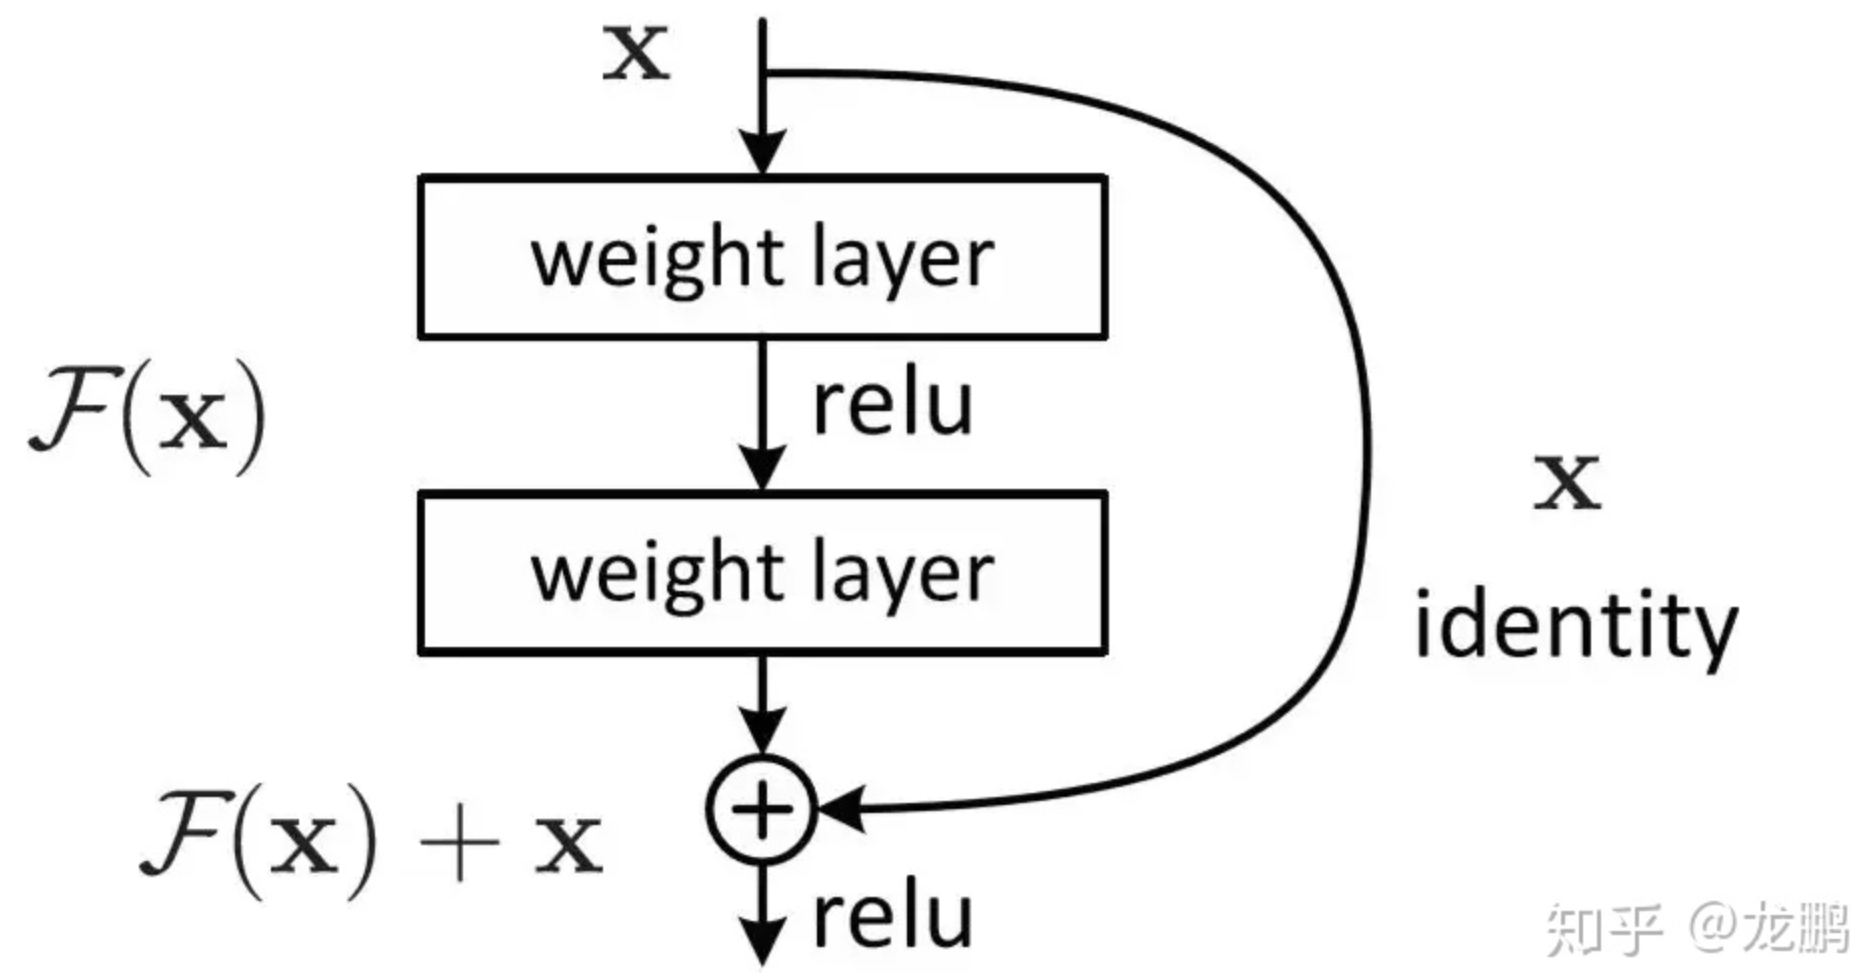 x
weight layer
relu
F(x)
weight layer
x
identity
F(x) + x
relu
知乎 @龙鹏